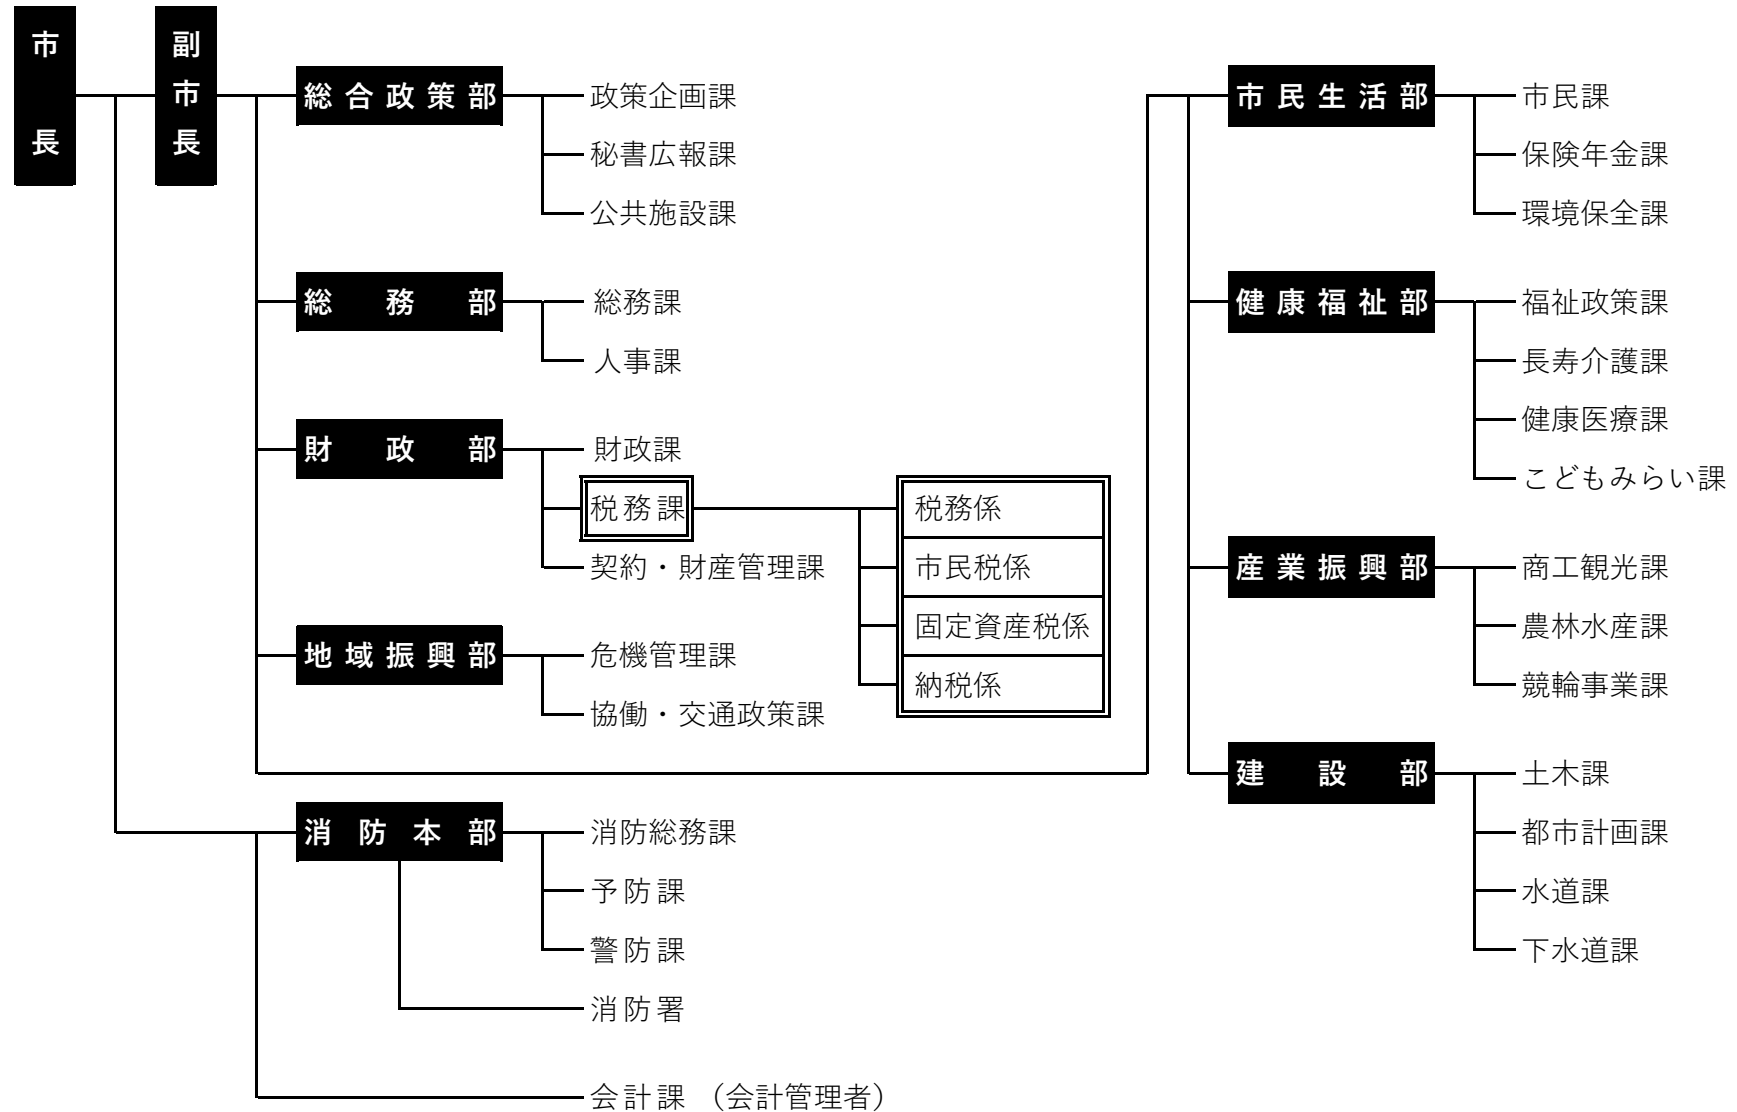 市長
副市長
総合政策部
政策企画課
秘書広報課
公共施設課
総務部
総務課
人事課
財政部
財政課
税務課
税務係
市民税係
固定資産税係
納税係
契約・財産管理課
地域振興部
危機管理課
協働・交通政策課
消防本部
消防総務課
予防課
警防課
消防署
会計課 （会計管理者）
市民生活部
市民課
保険年金課
環境保全課
健康福祉部
福祉政策課
長寿介護課
健康医療課
こどもみらい課
産業振興部
商工観光課
農林水産課
競輪事業課
建設部
土木課
都市計画課
水道課
下水道課